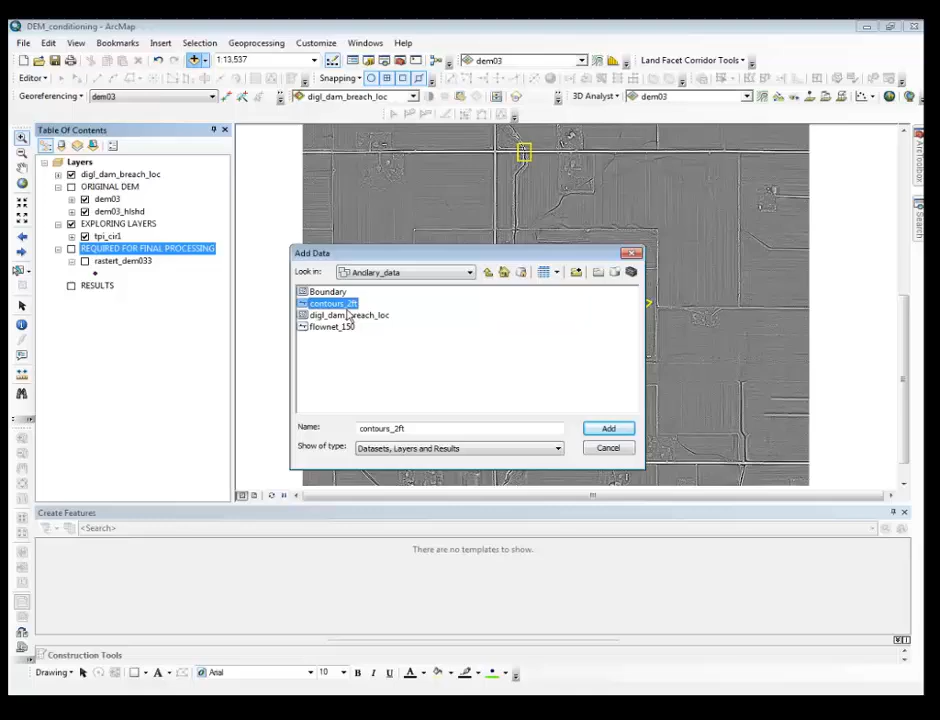 DEM_conditioning - ArcMap
File Edit View Bookmarks Insert Selection Geoprocessing Customize Windows Help
1:13,537 dem03 Land Facet Corridor Tools
Editor Snapping
Georeferencing dem03 digl_dam_breach_loc 3D Analyst dem03
Table Of Contents
Layers
digl_dam_breach_loc
ORIGINAL DEM
dem03
dem03_hlshd
EXPLORING LAYERS
tpi_cir1
REQUIRED FOR FINAL PROCESSING
rastert_dem033
RESULTS
Add Data
Look in: Ancilary_data
Boundary
contours_2ft
digl_dam_breach_loc
flownet_150
Name: contours_2ft Add
Show of type: Datasets, Layers and Results Cancel
ArcToolbox
Search
Create Features
<Search>
There are no templates to show.
Construction Tools
Drawing A Arial 10 B I U A